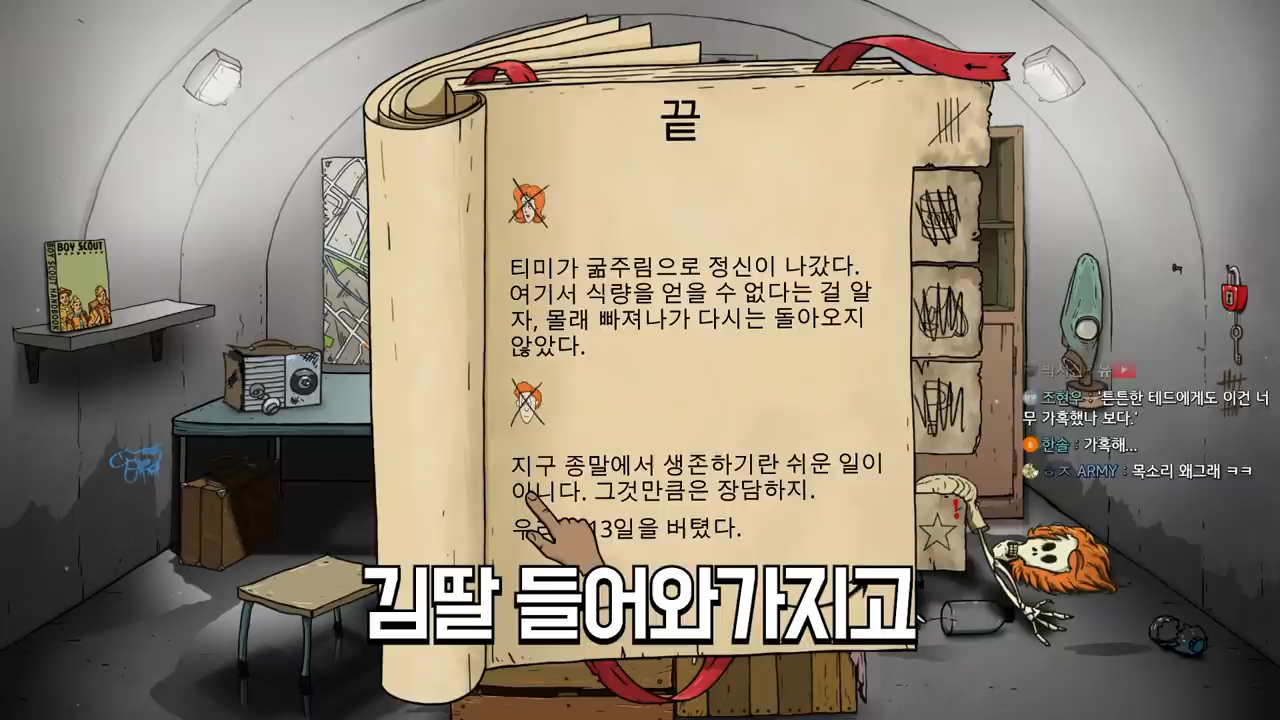 끝
티미가 굶주림으로 정신이 나갔다.
여기서 식량을 얻을 수 없다는 걸 알
자, 몰래 빠져나가 다시는 돌아오지
않았다.
지구 종말에서 생존하기란 쉬운 일이
아니다. 그것만큼은 장담하지.
13일을 버텼다.
김딸 들어와가지고
BOY SCOUT
BOY SCOUT HANDBOOK
조현우 : '튼튼한 테드에게도 이건 너
무 가혹했나 보다.'
한솔 : 가혹해...
ㅎㅈ ARMY : 목소리 왜그래 ㅋㅋ